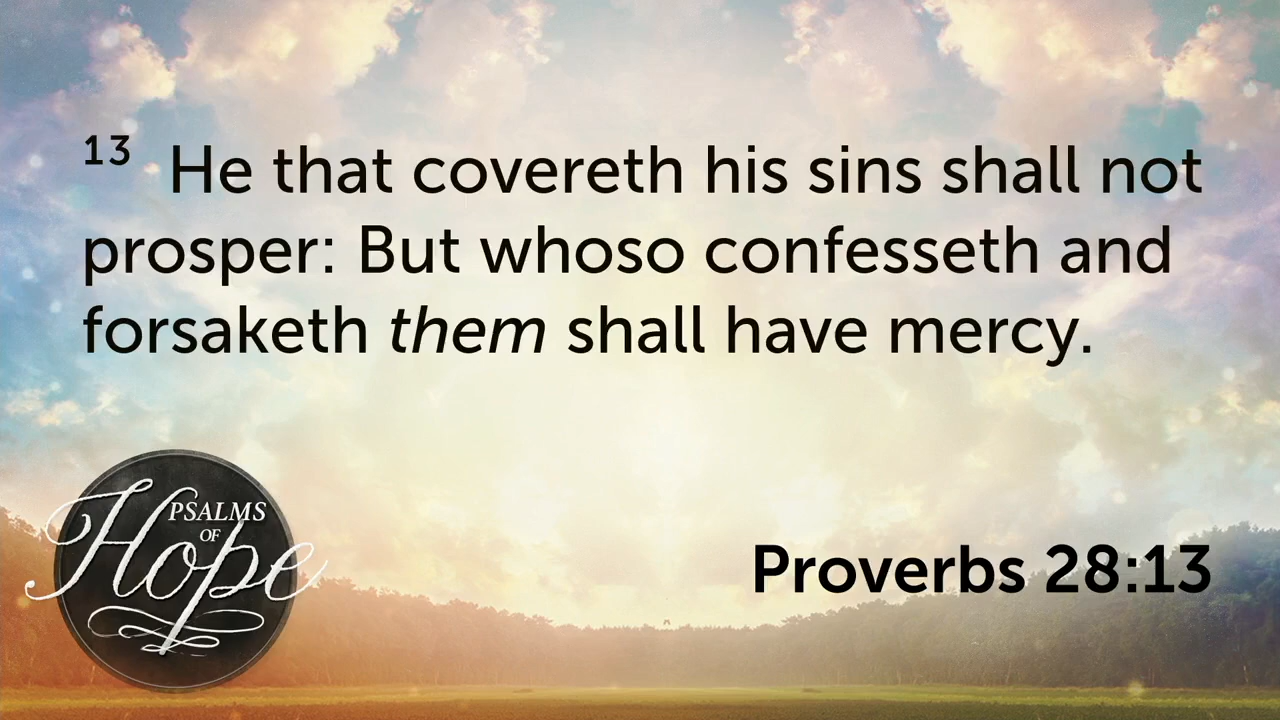 13 He that covereth his sins shall not
prosper: But whoso confesseth and
forsaketh them shall have mercy.
PSALMS
OF
Hope
Proverbs 28:13